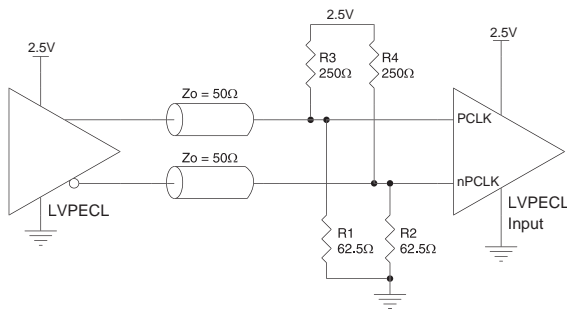 2.5V
2.5V
2.5V
R3
250Ω
R4
250Ω
Zo = 50Ω
PCLK
Zo = 50Ω
nPCLK
LVPECL
LVPECL
Input
R1
62.5Ω
R2
62.5Ω